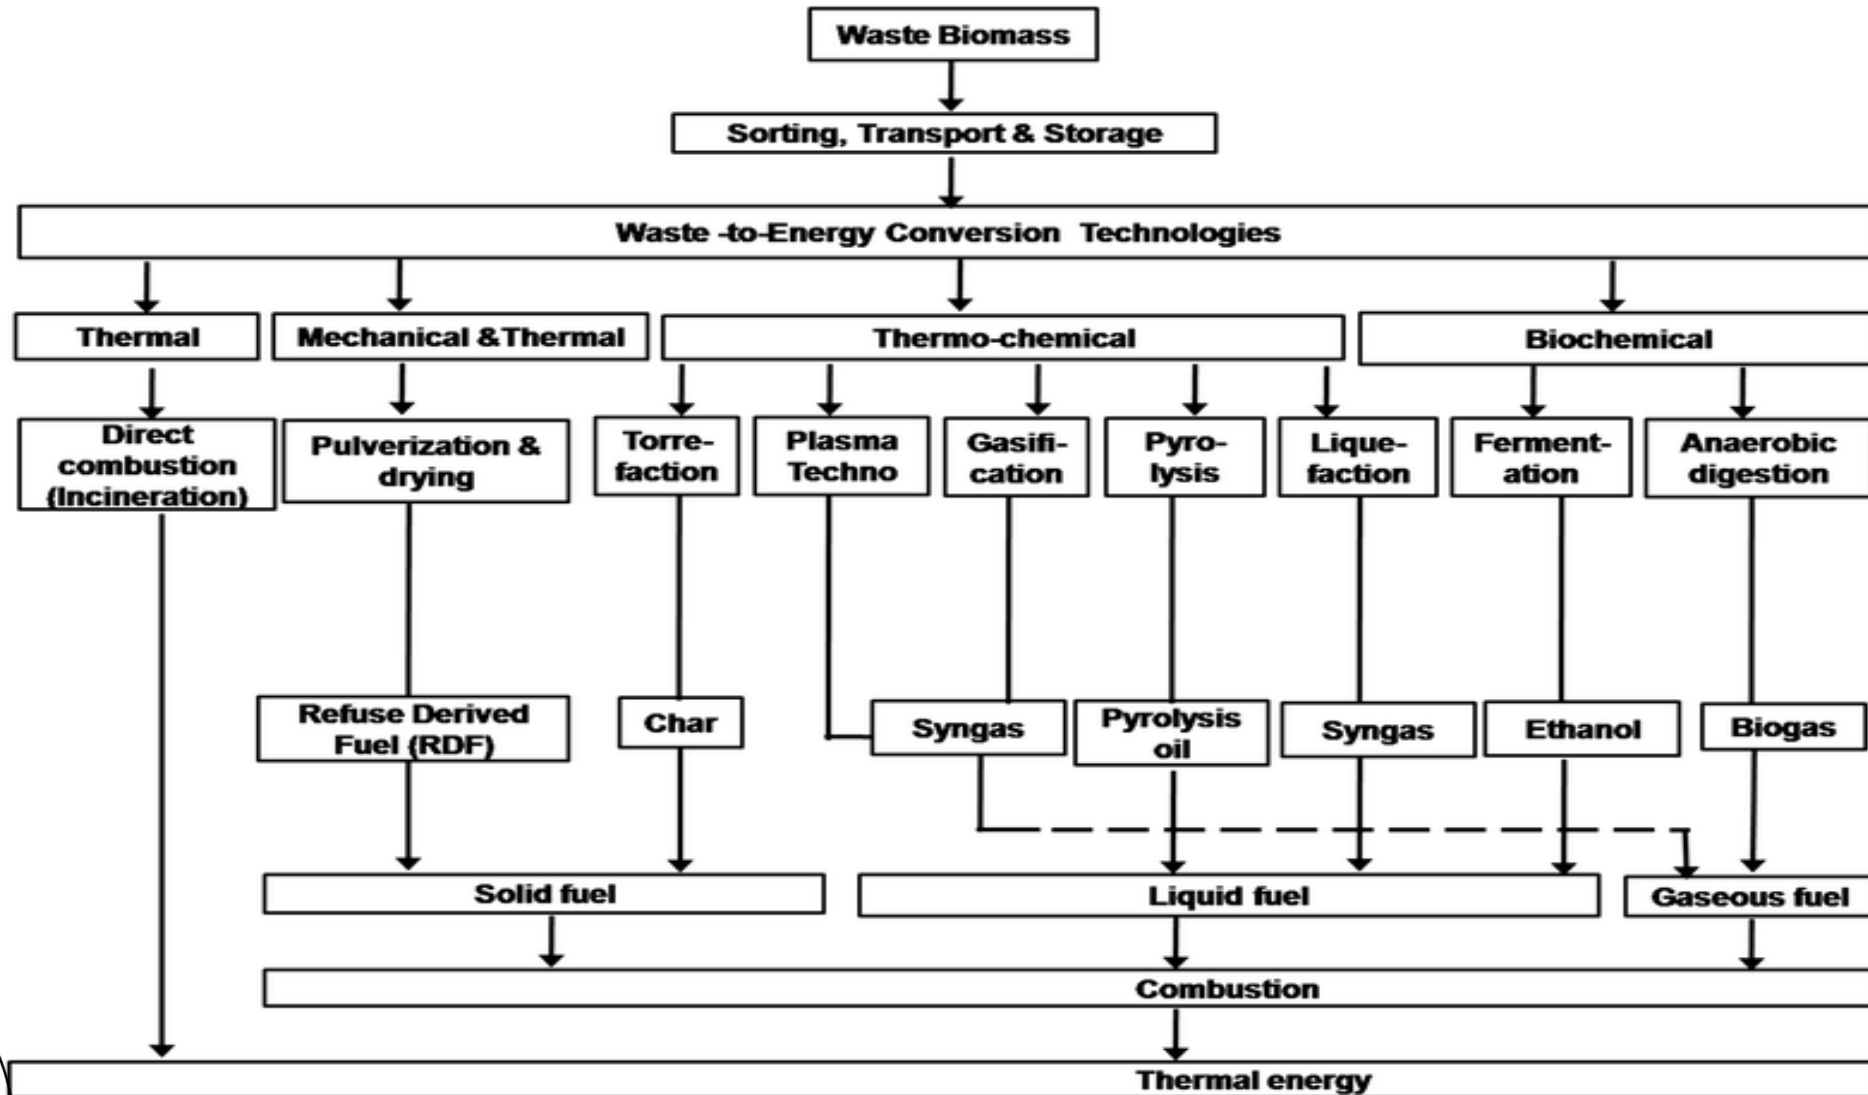 Waste Biomass
Sorting, Transport & Storage
Waste -to-Energy Conversion Technologies
Thermal
Mechanical &Thermal
Thermo-chemical
Biochemical
Direct
combustion
(Incineration)
Pulverization &
drying
Torre-
faction
Plasma
Techno
Gasifi-
cation
Pyro-
lysis
Lique-
faction
Ferment-
ation
Anaerobic
digestion
Refuse Derived
Fuel (RDF)
Char
Syngas
Pyrolysis
oil
Syngas
Ethanol
Biogas
Solid fuel
Liquid fuel
Gaseous fuel
Combustion
Thermal energy